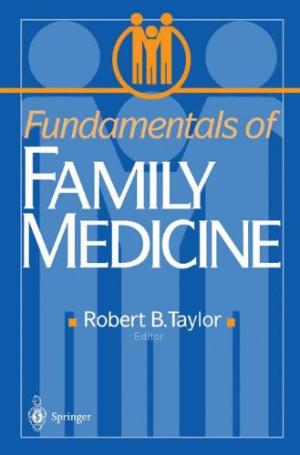 Fundamentals of
FAMILY
MEDICINE
Robert B. Taylor
Editor
Springer